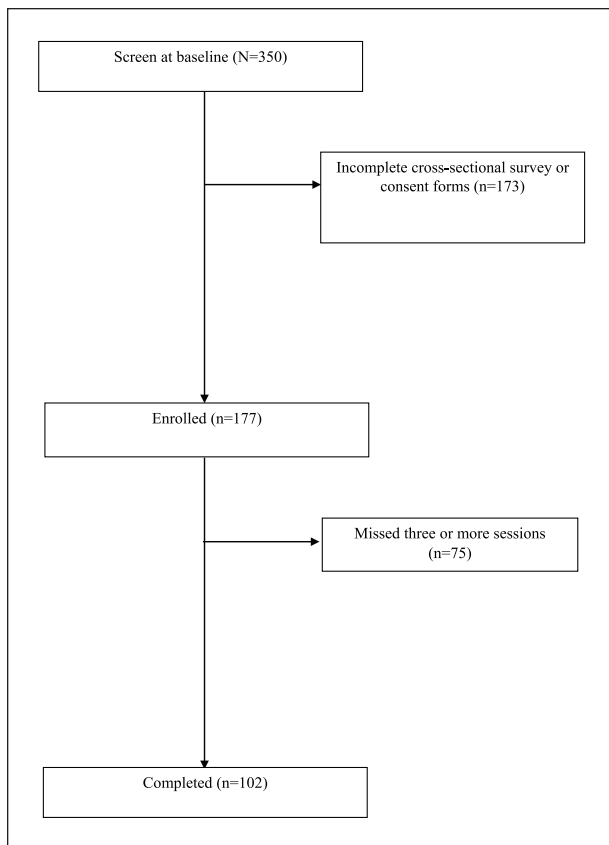 Screen at baseline (N=350)
Incomplete cross-sectional survey or
consent forms (n=173)
Enrolled (n=177)
Missed three or more sessions
(n=75)
Completed (n=102)